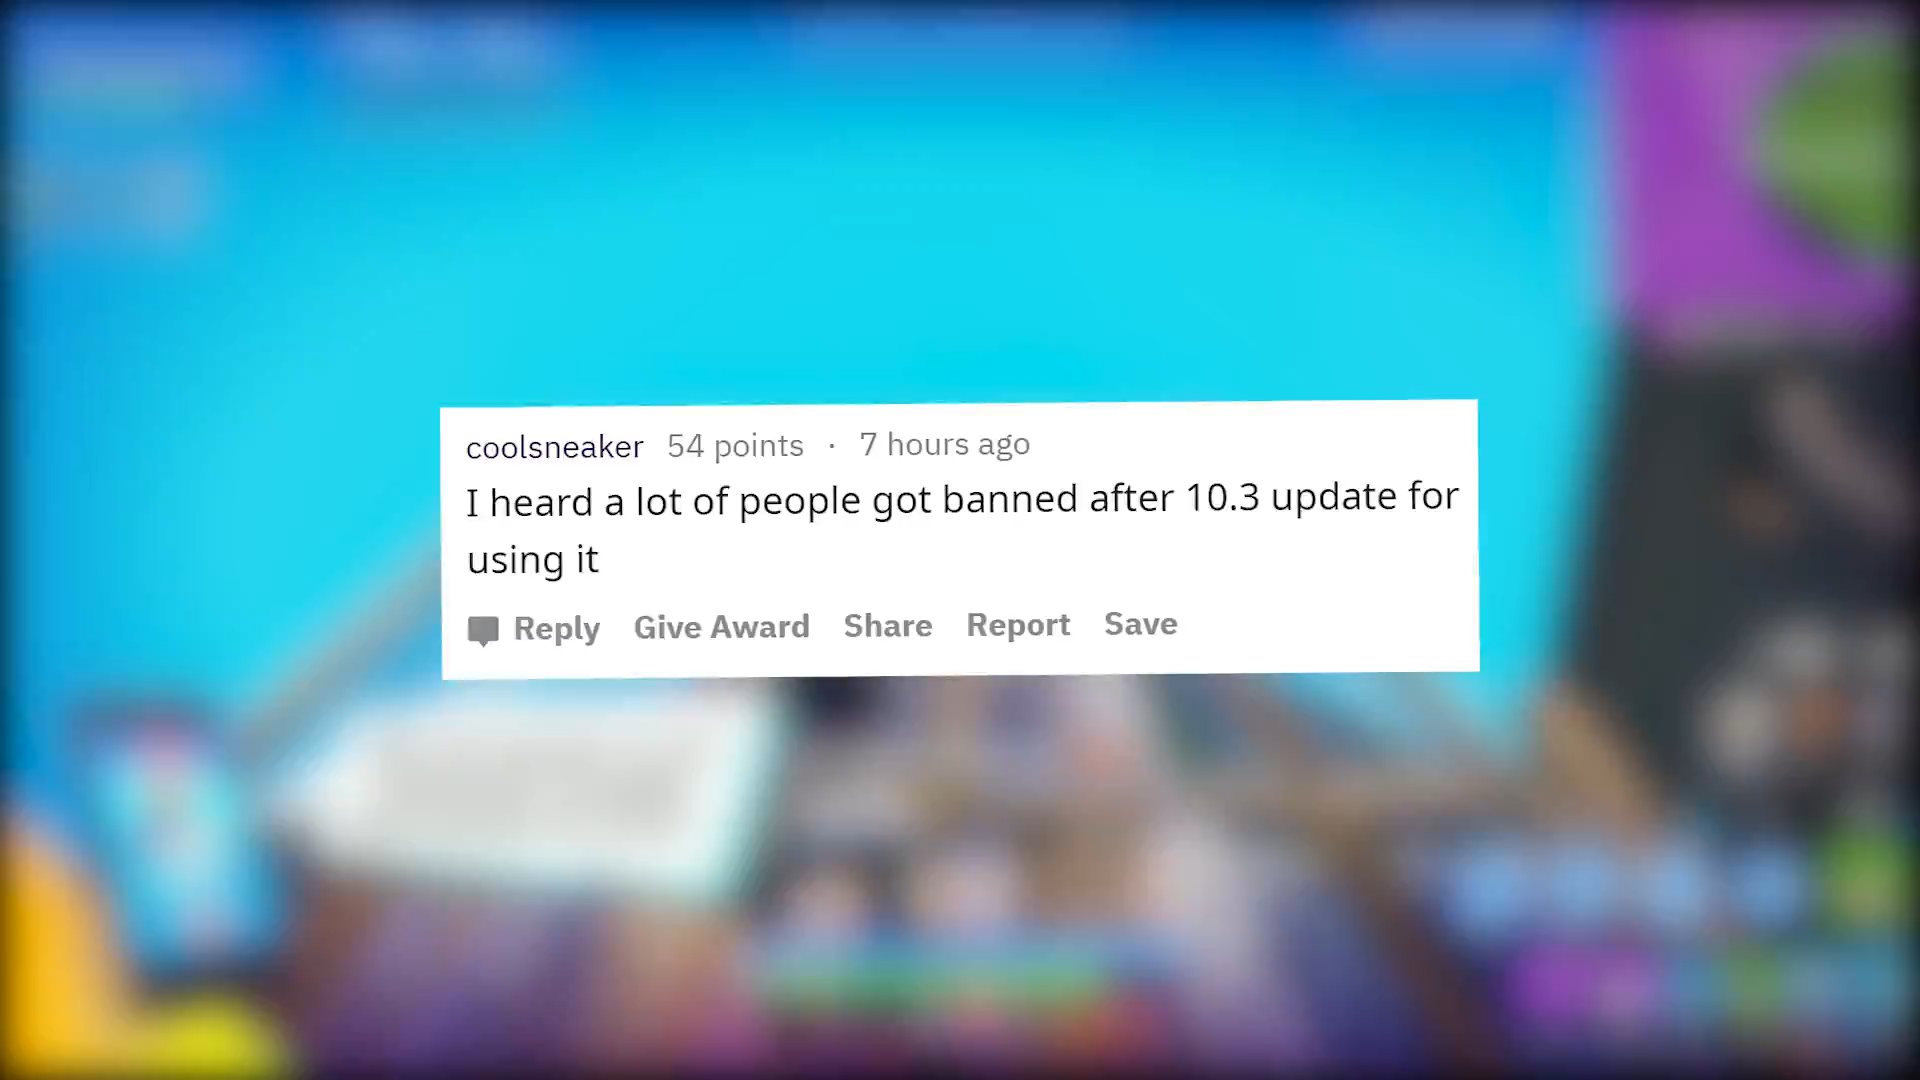 coolsneaker 54 points · 7 hours ago
I heard a lot of people got banned after 10.3 update for
using it
Reply Give Award Share Report Save